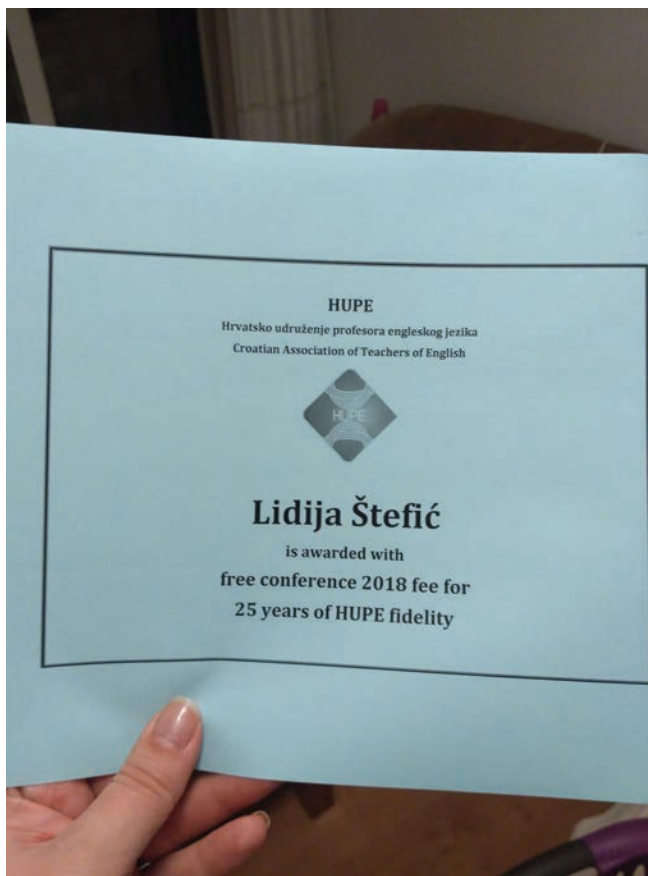 HUPE
Hrvatsko udruženje profesora engleskog jezika
Croatian Association of Teachers of English
HUPE
Lidija Štefić
is awarded with
free conference 2018 fee for
25 years of HUPE fidelity